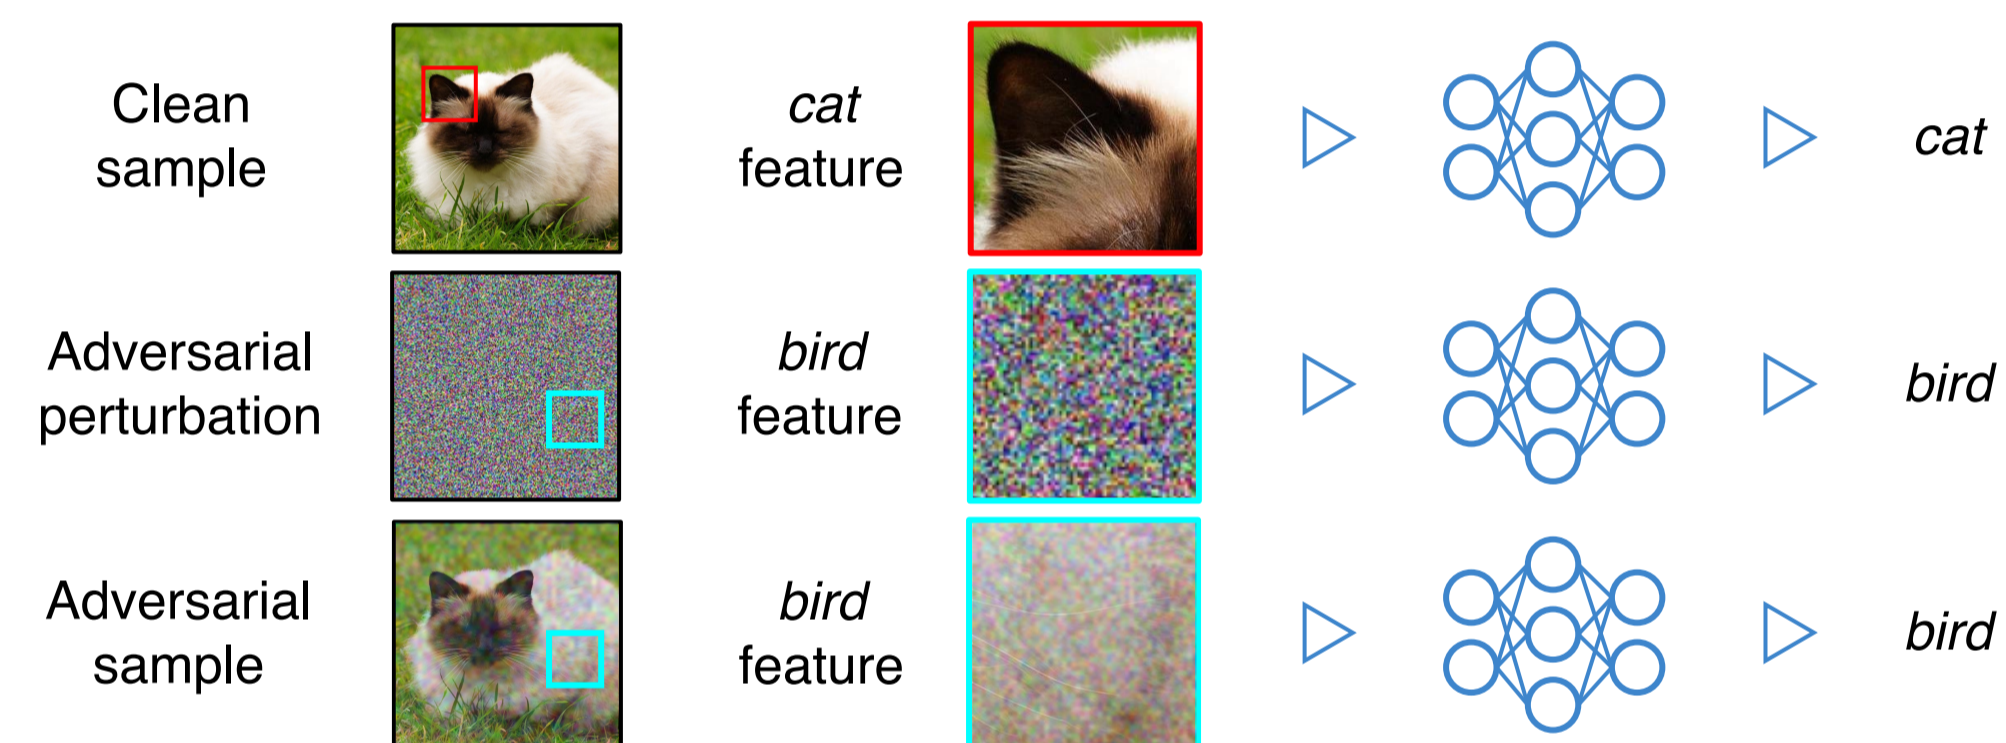 Clean
sample
cat
feature
cat
Adversarial
perturbation
bird
feature
bird
Adversarial
sample
bird
feature
bird